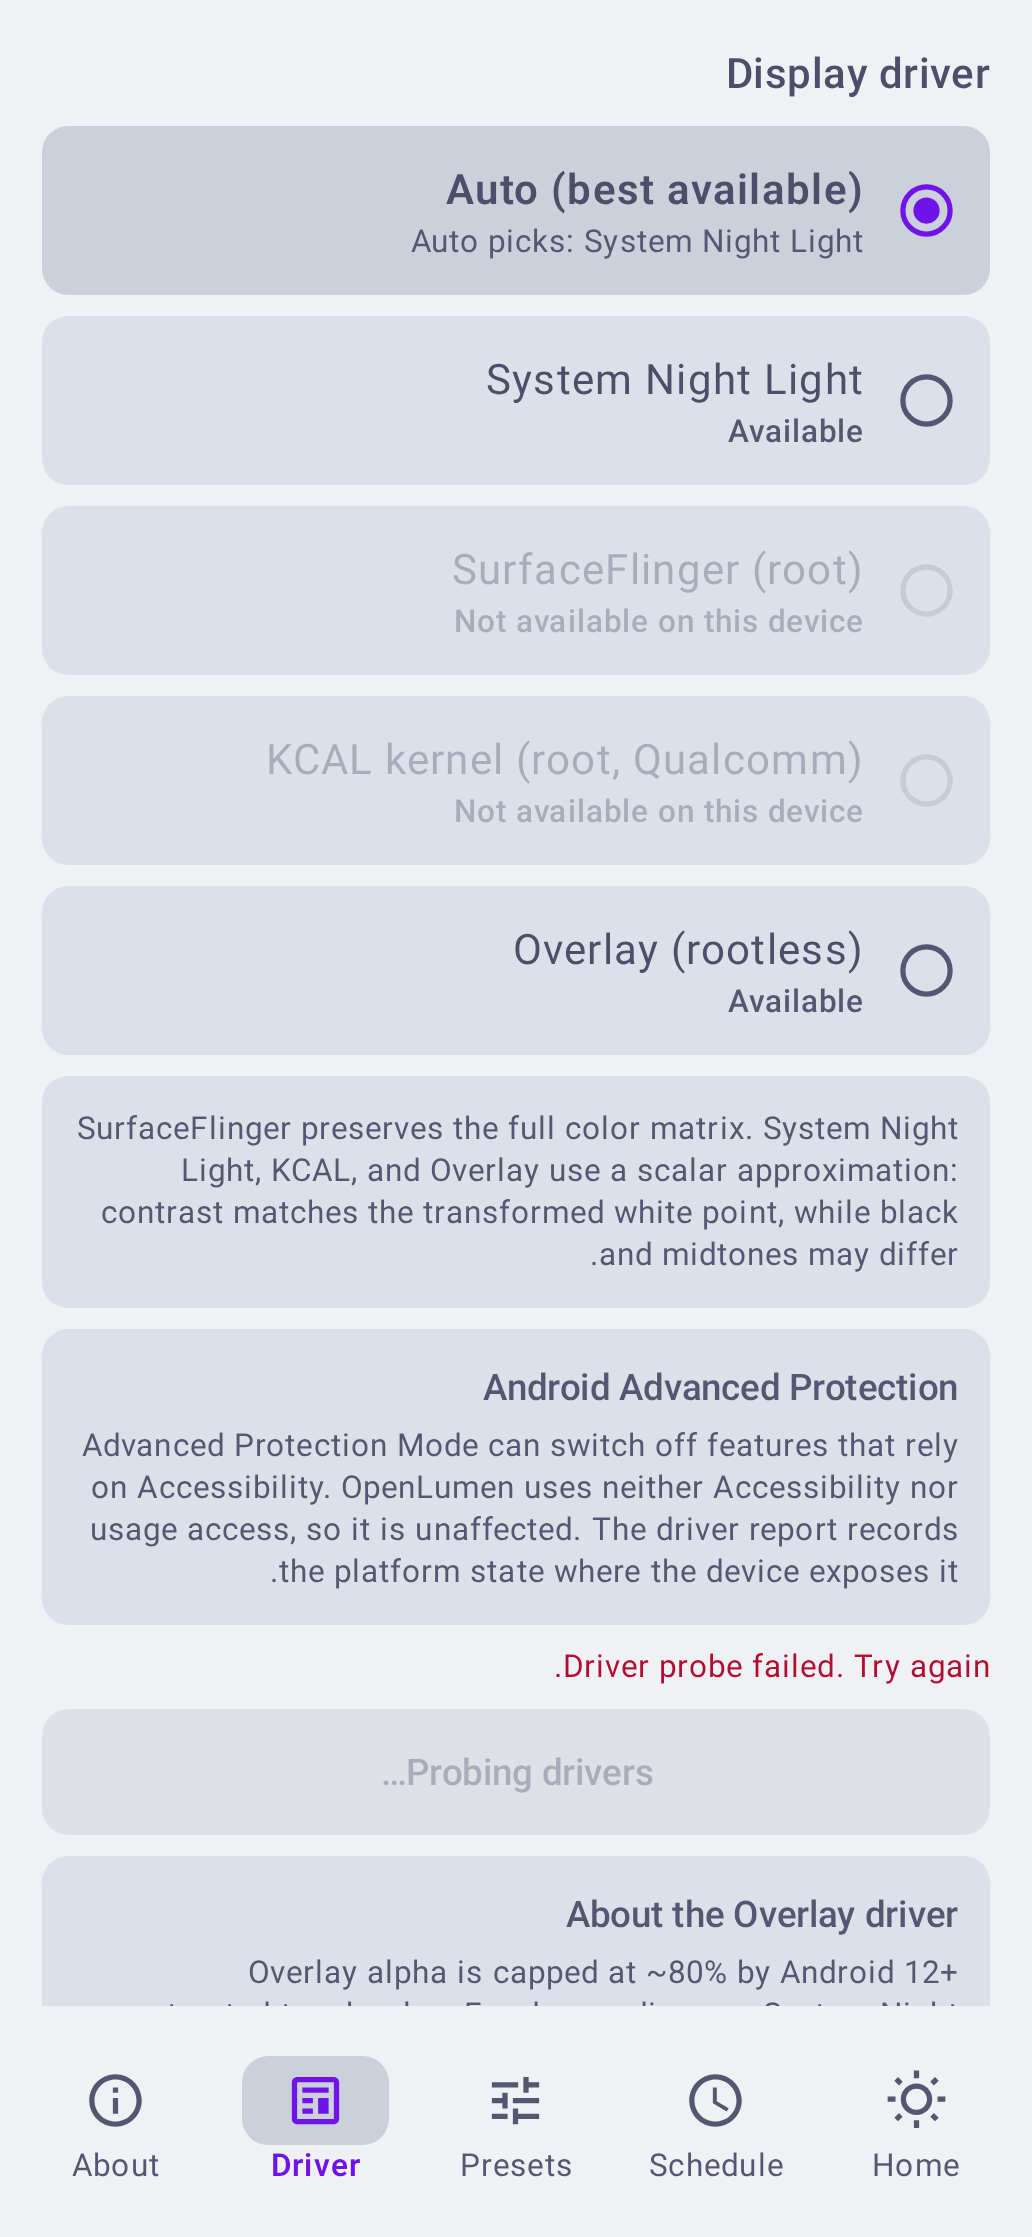 Display driver
Auto (best available)
Auto picks: System Night Light
System Night Light
Available
SurfaceFlinger (root)
Not available on this device
KCAL kernel (root, Qualcomm)
Not available on this device
Overlay (rootless)
Available
SurfaceFlinger preserves the full color matrix. System Night
Light, KCAL, and Overlay use a scalar approximation:
contrast matches the transformed white point, while black
.and midtones may differ
Android Advanced Protection
Advanced Protection Mode can switch off features that rely
on Accessibility. OpenLumen uses neither Accessibility nor
usage access, so it is unaffected. The driver report records
.the platform state where the device exposes it
.Driver probe failed. Try again
…Probing drivers
About the Overlay driver
Overlay alpha is capped at ~80% by Android 12+
System Night
About
Driver
Presets
Schedule
Home